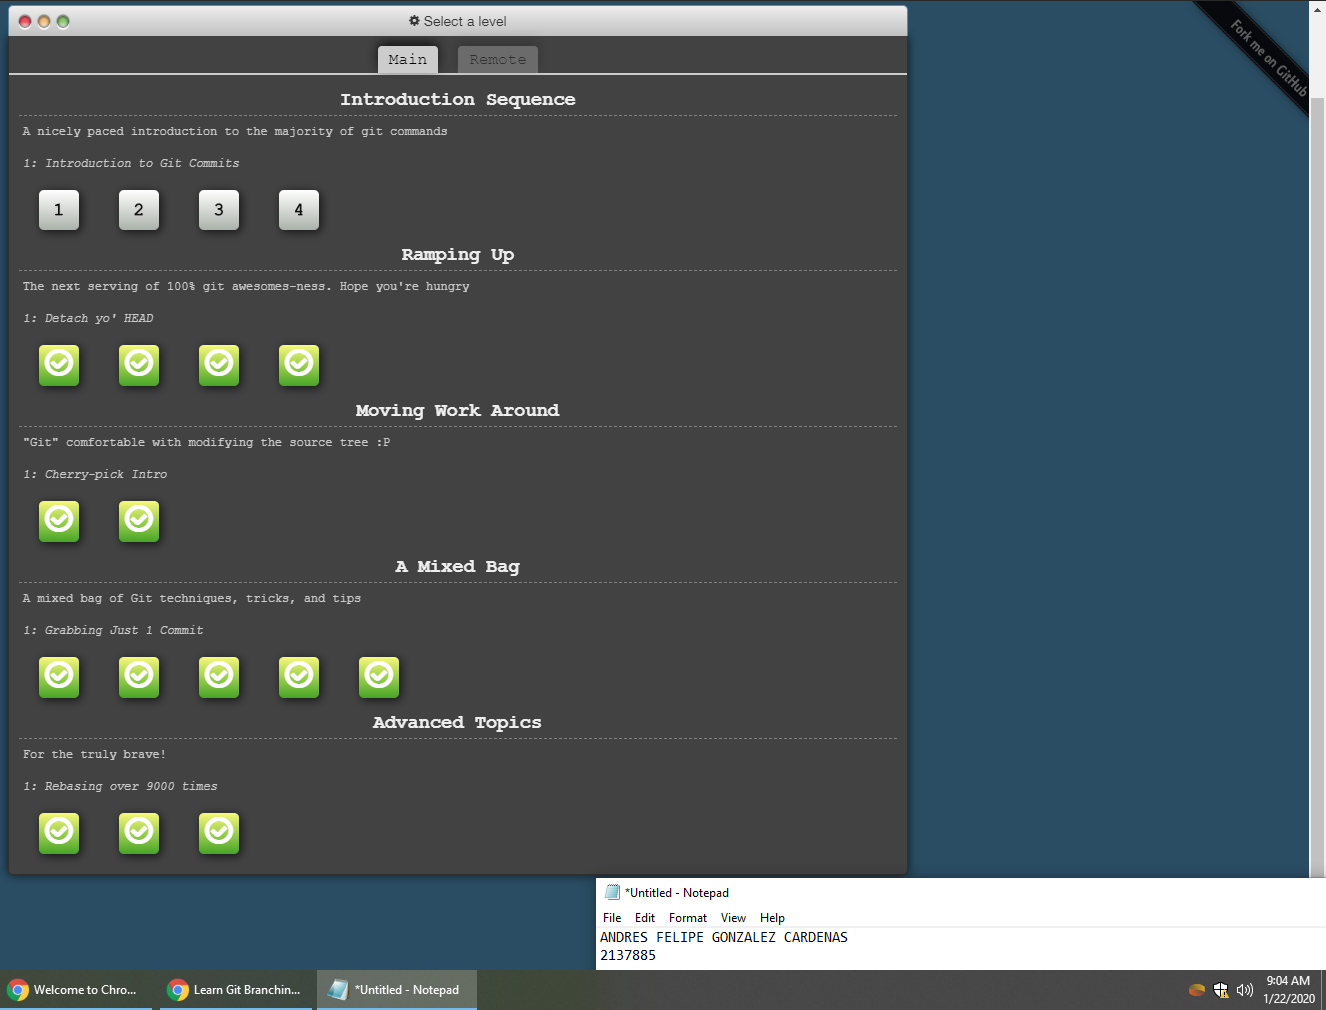 Select a level
Fork me on GitHub
Main Remote
Introduction Sequence
A nicely paced introduction to the majority of git commands
1: Introduction to Git Commits
1 2 3 4
Ramping Up
The next serving of 100% git awesomes-ness. Hope you're hungry
1: Detach yo' HEAD
Moving Work Around
"Git" comfortable with modifying the source tree :P
1: Cherry-pick Intro
A Mixed Bag
A mixed bag of Git techniques, tricks, and tips
1: Grabbing Just 1 Commit
Advanced Topics
For the truly brave!
1: Rebasing over 9000 times
*Untitled - Notepad
File Edit Format View Help
ANDRES FELIPE GONZALEZ CARDENAS
2137885
Welcome to Chro... Learn Git Branchin... *Untitled - Notepad
9:04 AM
1/22/2020